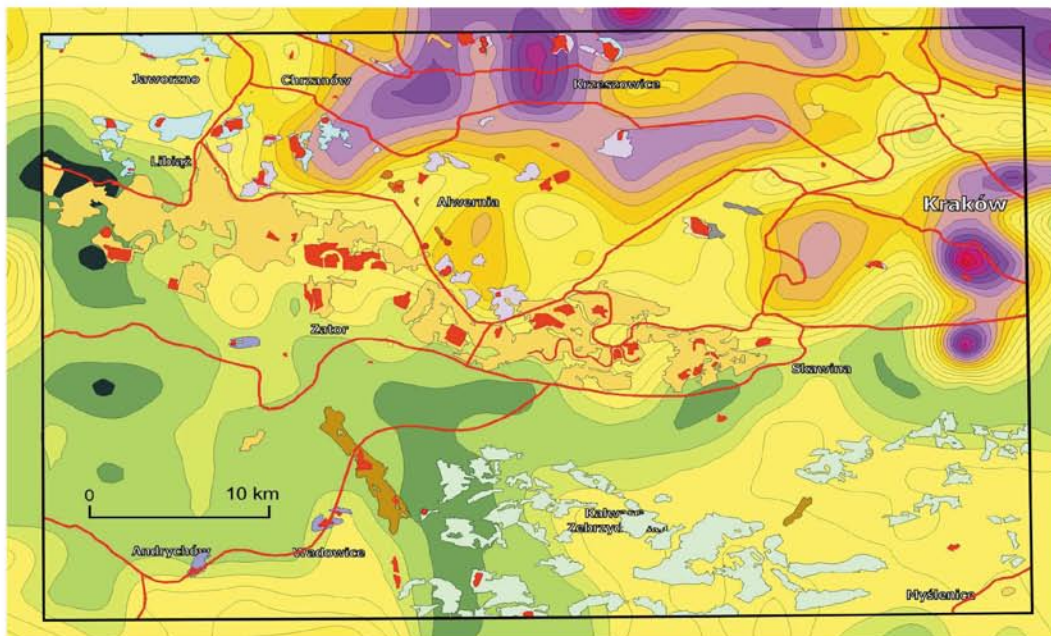 Jaworzno
Chrzanów
Krzeszowice
Libiąż
Alwernia
Kraków
Zator
Skawina
0
10 km
Andrychów
Wadowice
Myślenice